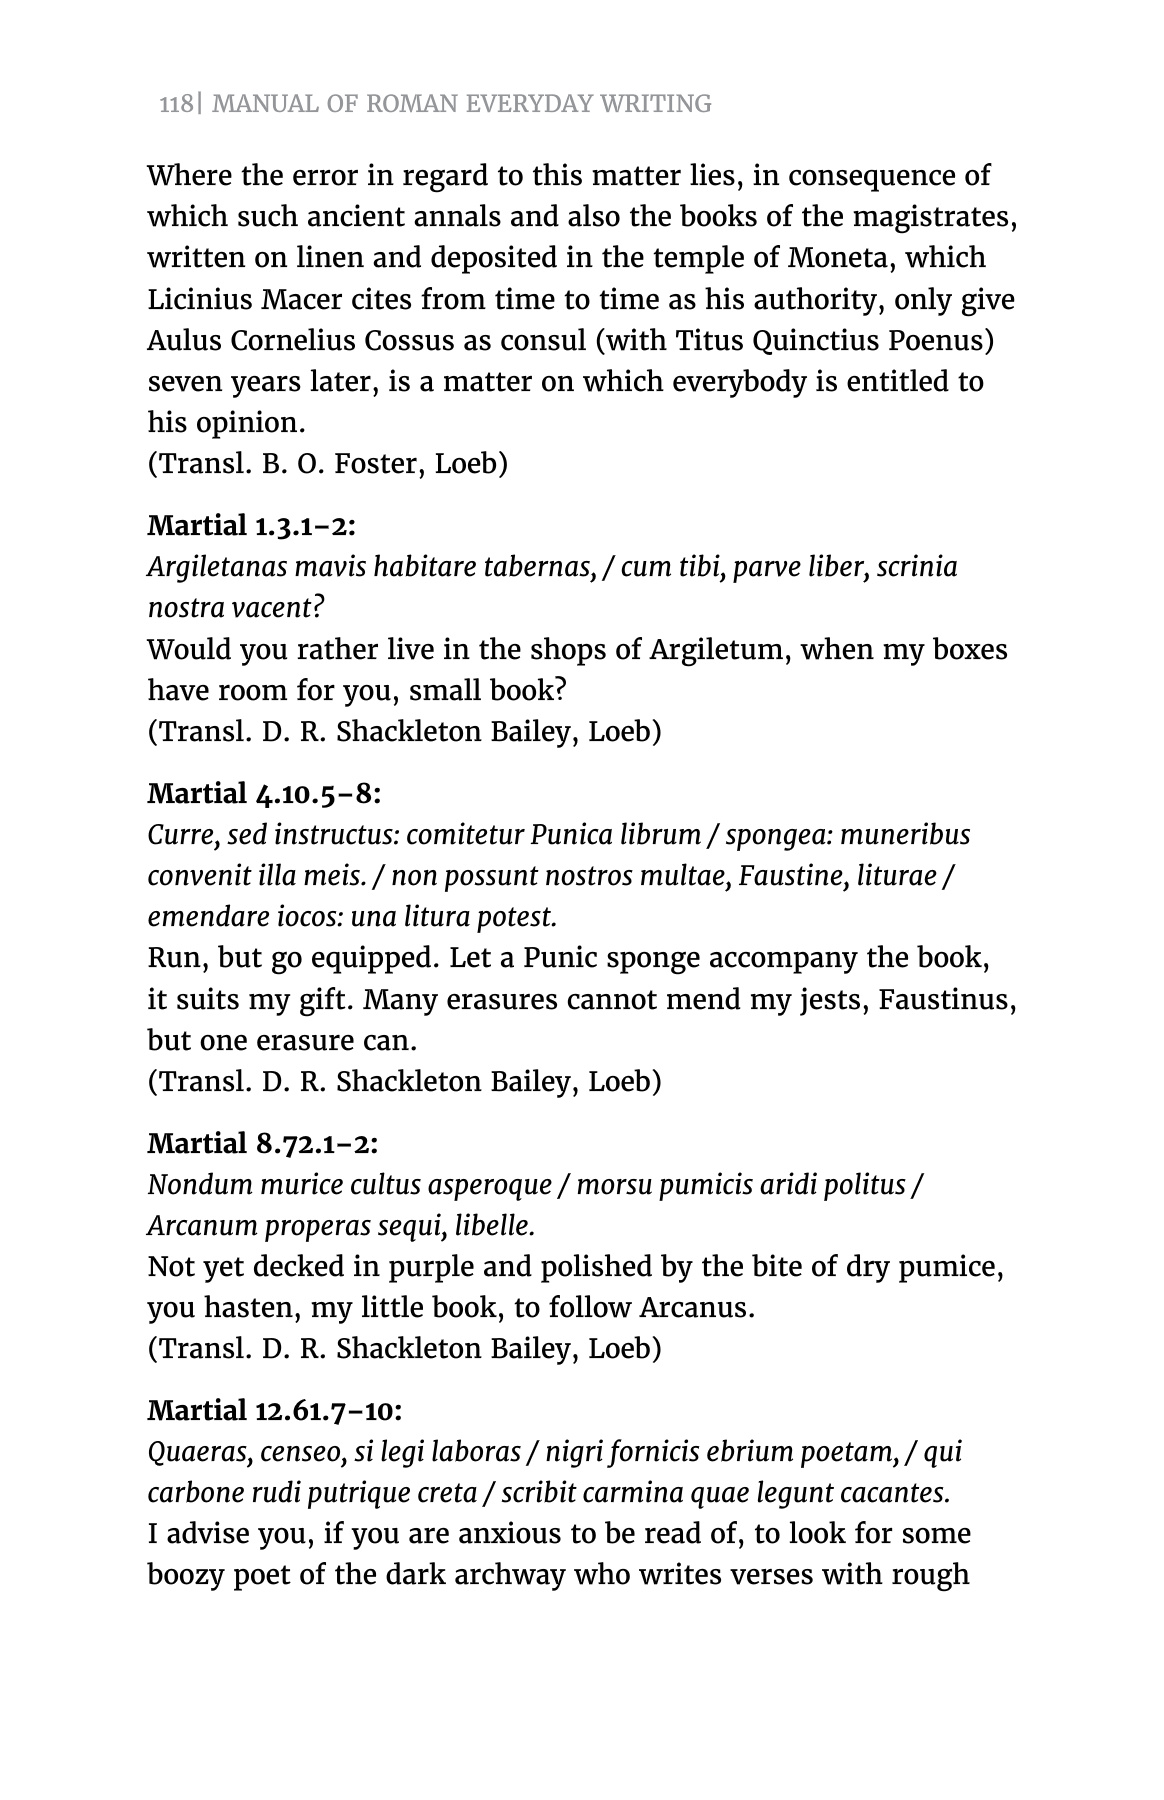 118| MANUAL OF ROMAN EVERYDAY WRITING
Where the error in regard to this matter lies, in consequence of
which such ancient annals and also the books of the magistrates,
written on linen and deposited in the temple of Moneta, which
Licinius Macer cites from time to time as his authority, only give
Aulus Cornelius Cossus as consul (with Titus Quinctius Poenus)
seven years later, is a matter on which everybody is entitled to
his opinion.
(Transl. B. O. Foster, Loeb)
Martial 1.3.1–2:
Argiletanas mavis habitare tabernas, / cum tibi, parve liber, scrinia
nostra vacent?
Would you rather live in the shops of Argiletum, when my boxes
have room for you, small book?
(Transl. D. R. Shackleton Bailey, Loeb)
Martial 4.10.5–8:
Curre, sed instructus: comitetur Punica librum / spongea: muneribus
convenit illa meis. / non possunt nostros multae, Faustine, liturae /
emendare iocos: una litura potest.
Run, but go equipped. Let a Punic sponge accompany the book,
it suits my gift. Many erasures cannot mend my jests, Faustinus,
but one erasure can.
(Transl. D. R. Shackleton Bailey, Loeb)
Martial 8.72.1–2:
Nondum murice cultus asperoque / morsu pumicis aridi politus /
Arcanum properas sequi, libelle.
Not yet decked in purple and polished by the bite of dry pumice,
you hasten, my little book, to follow Arcanus.
(Transl. D. R. Shackleton Bailey, Loeb)
Martial 12.61.7–10:
Quaeras, censeo, si legi laboras / nigri fornicis ebrium poetam, / qui
carbone rudi putrique creta / scribit carmina quae legunt cacantes.
I advise you, if you are anxious to be read of, to look for some
boozy poet of the dark archway who writes verses with rough